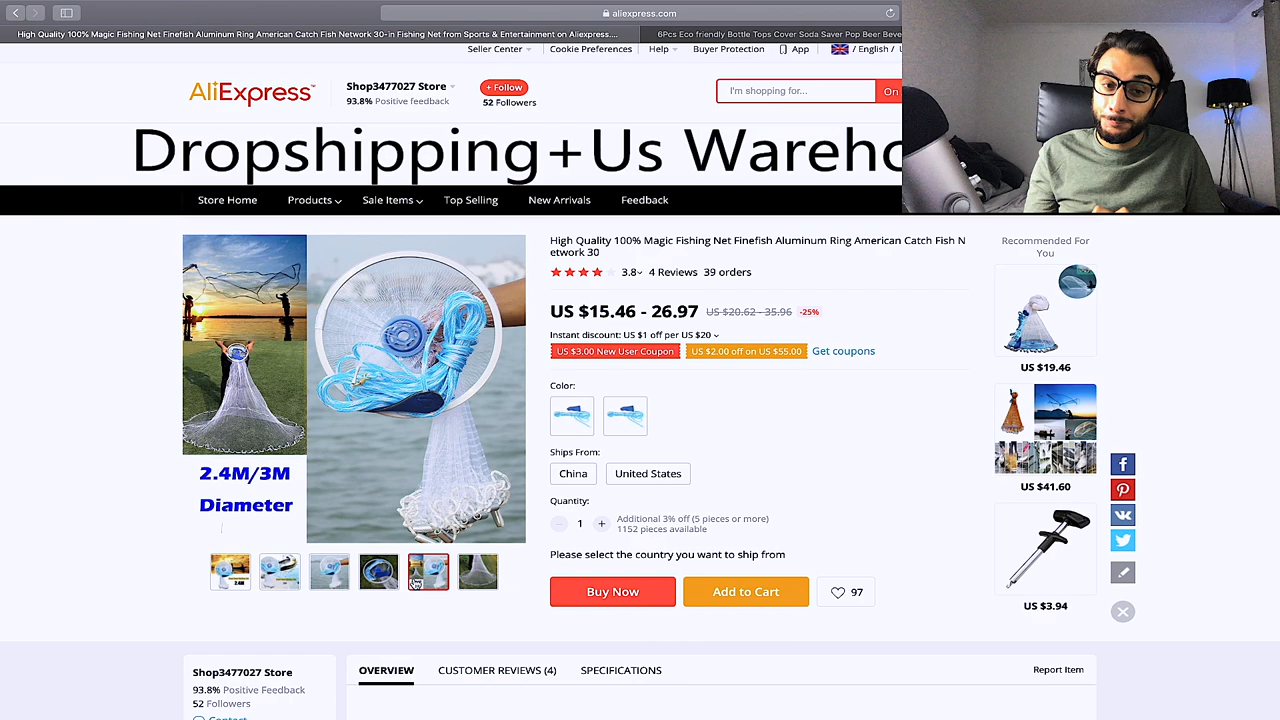 aliexpress.com
High Quality 100% Magic Fishing Net Finefish Aluminum Ring American Catch Fish Network 30-in Fishing Net from Sports & Entertainment on Aliexpress....
6Pcs Eco friendly Bottle Tops Cover Soda Saver Pop Beer Beve
Seller Center
Cookie Preferences
Help
Buyer Protection
App
/ English /
AliExpress
Shop3477027 Store
93.8% Positive feedback
+ Follow
52 Followers
I'm shopping for...
On
Dropshipping+Us Wareho
Store Home
Products
Sale Items
Top Selling
New Arrivals
Feedback
2.4M/3M
Diameter
High Quality 100% Magic Fishing Net Finefish Aluminum Ring American Catch Fish N
etwork 30
3.8 4 Reviews 39 orders
US $15.46 - 26.97 US $20.62 - 35.96 -25%
Instant discount: US $1 off per US $20
US $3.00 New User Coupon
US $2.00 off on US $55.00
Get coupons
Color:
Ships From:
China
United States
Quantity:
1
Additional 3% off (5 pieces or more)
1152 pieces available
Please select the country you want to ship from
Buy Now
Add to Cart
97
Recommended For
You
US $19.46
US $41.60
US $3.94
Shop3477027 Store
93.8% Positive Feedback
52 Followers
Contact
OVERVIEW
CUSTOMER REVIEWS (4)
SPECIFICATIONS
Report Item